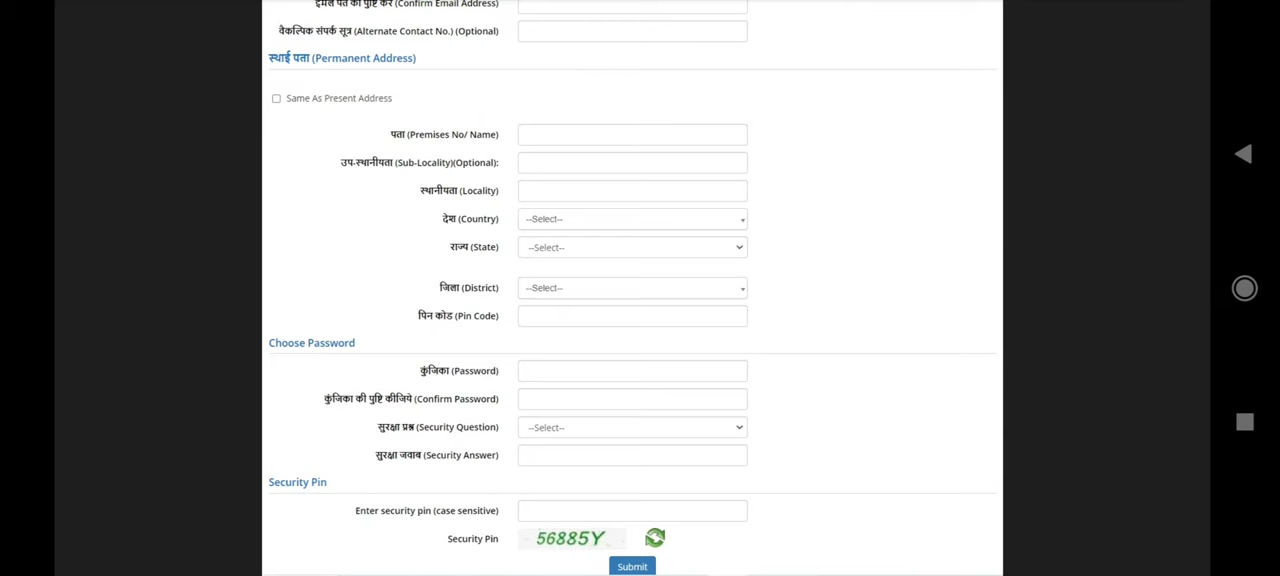 ईमेल पते की पुष्टि करें (Confirm Email Address)
वैकल्पिक संपर्क सूत्र (Alternate Contact No.) (Optional)
स्थाई पता (Permanent Address)
Same As Present Address
पता (Premises No/ Name)
उप-स्थानीयता (Sub-Locality)(Optional):
स्थानीयता (Locality)
देश (Country) --Select--
राज्य (State) --Select--
जिला (District) --Select--
पिन कोड (Pin Code)
Choose Password
कुंजिका (Password)
कुंजिका की पुष्टि कीजिये (Confirm Password)
सुरक्षा प्रश्न (Security Question) --Select--
सुरक्षा जवाब (Security Answer)
Security Pin
Enter security pin (case sensitive)
Security Pin 56885Y
Submit